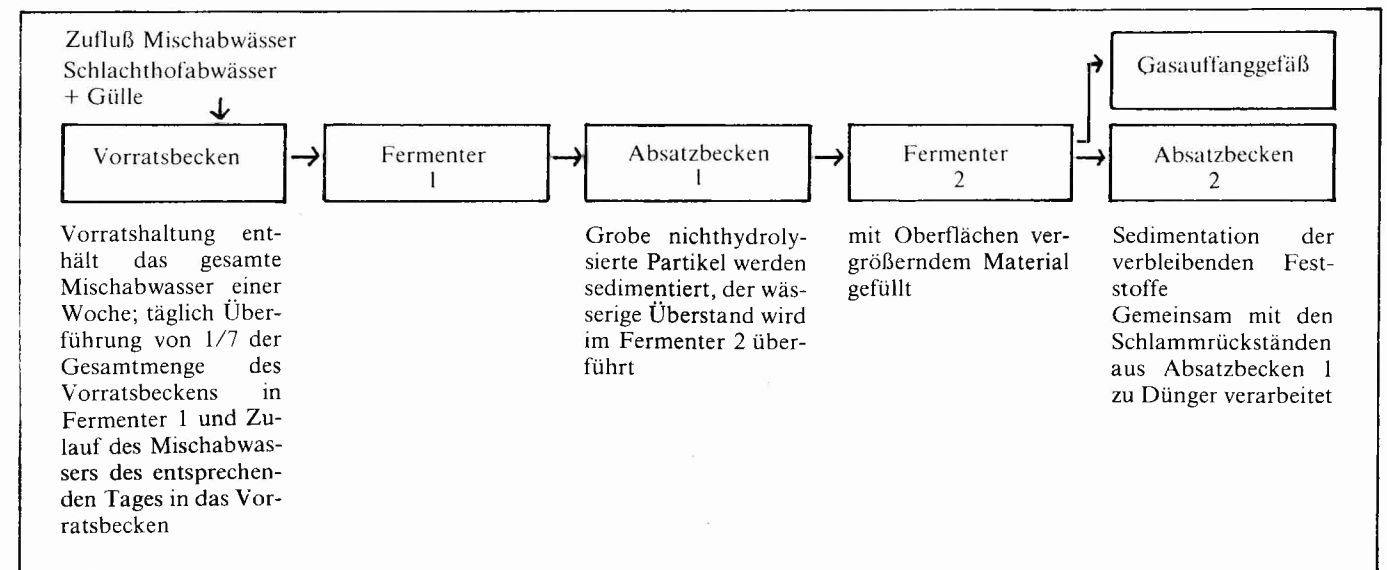 Zufluß Mischabwässer
Schlachthofabwässer
+ Gülle
Vorratsbecken
Fermenter
1
Absatzbecken
1
Fermenter
2
Gasauffanggefäß
Absatzbecken
2
Vorratshaltung ent-
hält das gesamte
Mischabwasser einer
Woche; täglich Über-
führung von 1/7 der
Gesamtmenge des
Vorratsbeckens in
Fermenter 1 und Zu-
lauf des Mischabwas-
sers des entsprechen-
den Tages in das Vor-
ratsbecken
Grobe nichthydroly-
sierte Partikel werden
sedimentiert, der wäs-
serige Überstand wird
im Fermenter 2 über-
führt
mit Oberflächen ver-
größerndem Material
gefüllt
Sedimentation der
verbleibenden Fest-
stoffe
Gemeinsam mit den
Schlammrückständen
aus Absatzbecken 1
zu Dünger verarbeitet